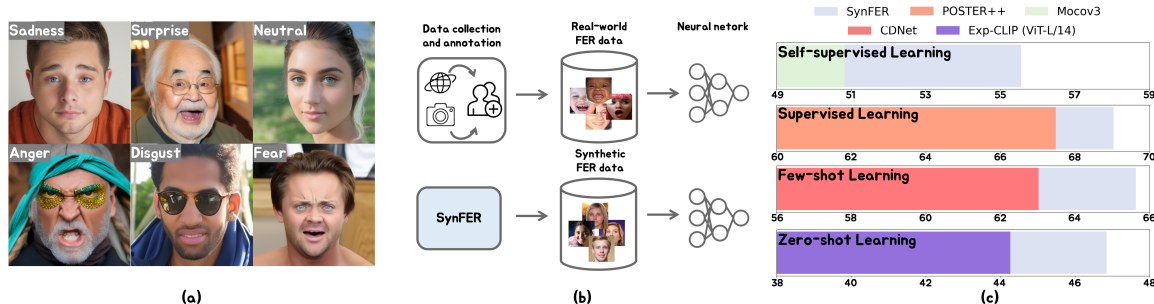 Sadness
Surprise
Neutral
Anger
Disgust
Fear
(a)
Data collection
and annotation
Real-world
FER data
Neural netork
SynFER
Synthetic
FER data
(b)
SynFER
POSTER++
Mocov3
CDNet
Exp-CLIP (ViT-L/14)
Self-supervised Learning
49 51 53 55 57 59
Supervised Learning
60 62 64 66 68 70
Few-shot Learning
56 58 60 62 64 66
Zero-shot Learning
38 40 42 44 46 48
(c)